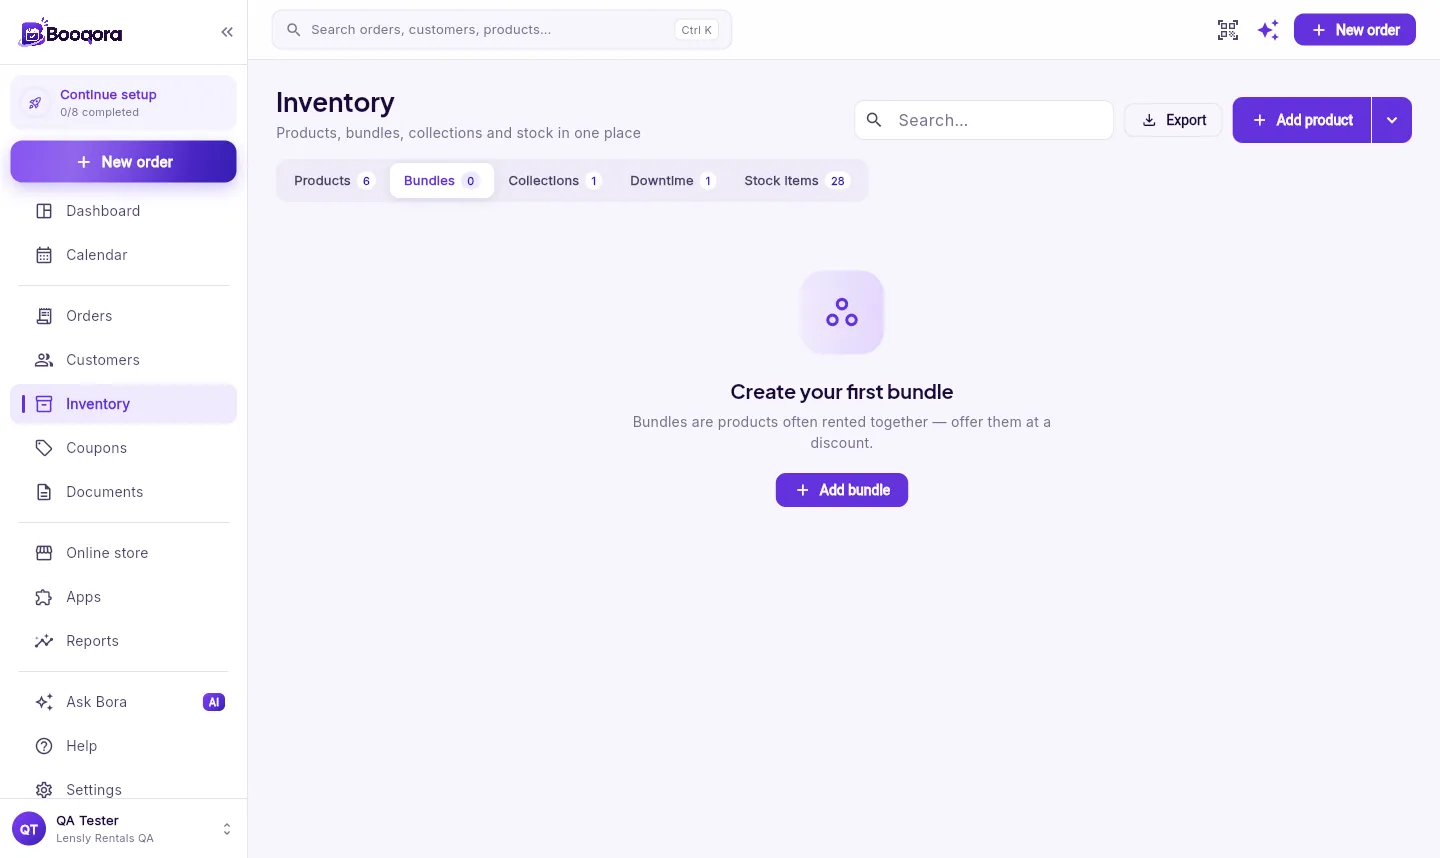 Booqora
Search orders, customers, products...
Ctrl K
New order
Continue setup
0/8 completed
New order
Dashboard
Calendar
Orders
Customers
Inventory
Coupons
Documents
Online store
Apps
Reports
Ask Bora
AI
Help
Settings
QT
QA Tester
Lensly Rentals QA
Inventory
Products, bundles, collections and stock in one place
Search...
Export
Add product
Products 6
Bundles 0
Collections 1
Downtime 1
Stock items 28
Create your first bundle
Bundles are products often rented together — offer them at a
discount.
Add bundle